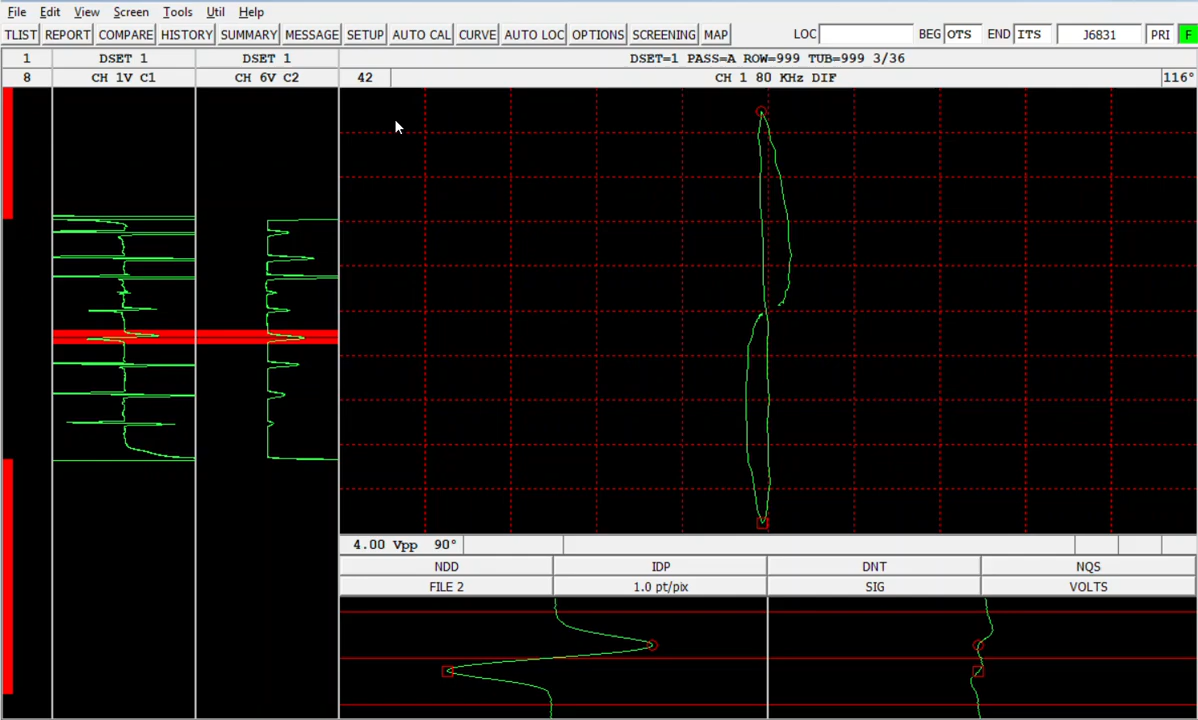 File Edit View Screen Tools Util Help
TLIST REPORT COMPARE HISTORY SUMMARY MESSAGE SETUP AUTO CAL CURVE AUTO LOC OPTIONS SCREENING MAP LOC BEG OTS END ITS J6831 PRI F
1 DSET 1 DSET 1 DSET=1 PASS=A ROW=999 TUB=999 3/36
8 CH 1V C1 CH 6V C2 42 CH 1 80 KHz DIF 116°
4.00 Vpp 90°
NDD IDP DNT NQS
FILE 2 1.0 pt/pix SIG VOLTS